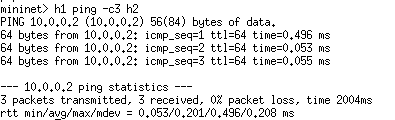 mininet> h1 ping -c3 h2
PING 10.0.0.2 (10.0.0.2) 56(84) bytes of data.
64 bytes from 10.0.0.2: icmp_seq=1 ttl=64 time=0.496 ms
64 bytes from 10.0.0.2: icmp_seq=2 ttl=64 time=0.053 ms
64 bytes from 10.0.0.2: icmp_seq=3 ttl=64 time=0.055 ms
--- 10.0.0.2 ping statistics ---
3 packets transmitted, 3 received, 0% packet loss, time 2004ms
rtt min/avg/max/mdev = 0.053/0.201/0.496/0.208 ms